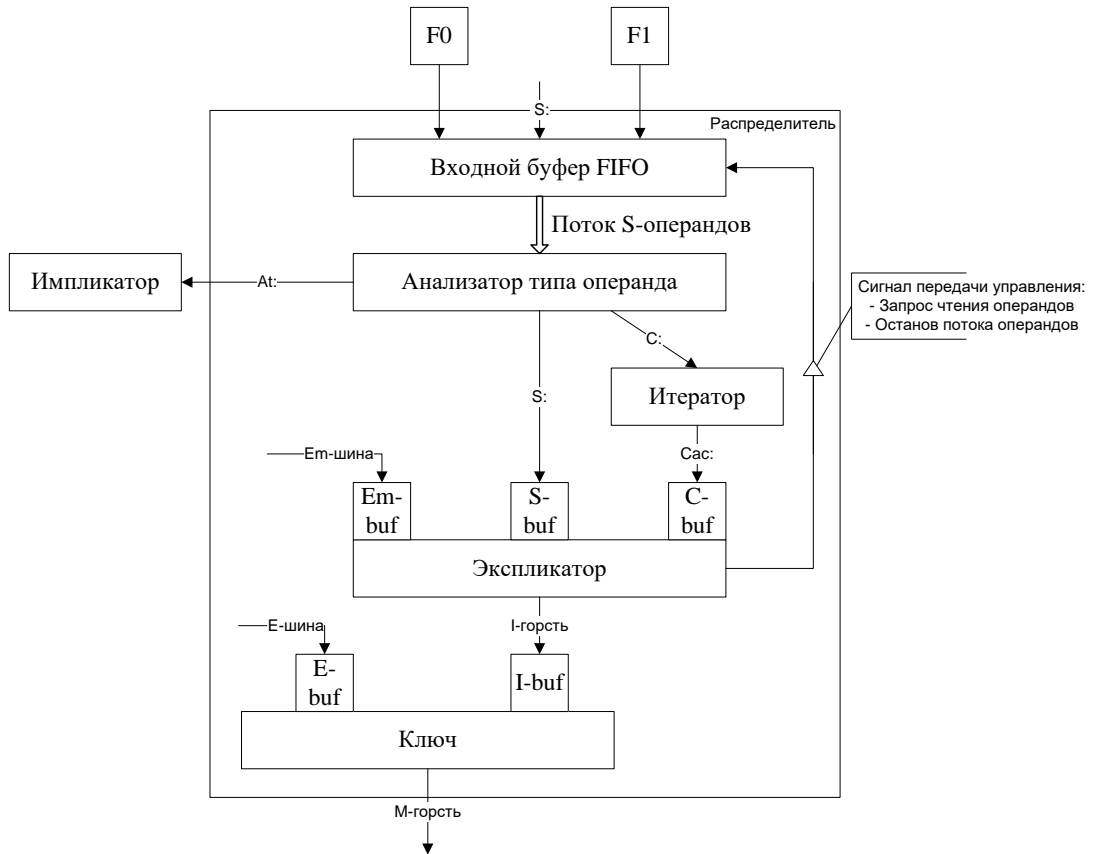 F0
F1
S:
Распределитель
Входной буфер FIFO
Поток S-операндов
Импликатор
At:
Анализатор типа операнда
Сигнал передачи управления:
- Запрос чтения операндов
- Останов потока операндов
C:
S:
Итератор
Em-шина
Cac:
Em-
buf
S-
buf
C-
buf
Экспликатор
E-шина
I-горсть
E-
buf
I-buf
Ключ
M-горсть